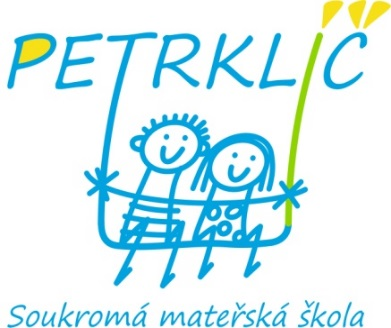 PETRKLÍČ
Soukromá mateřská škola